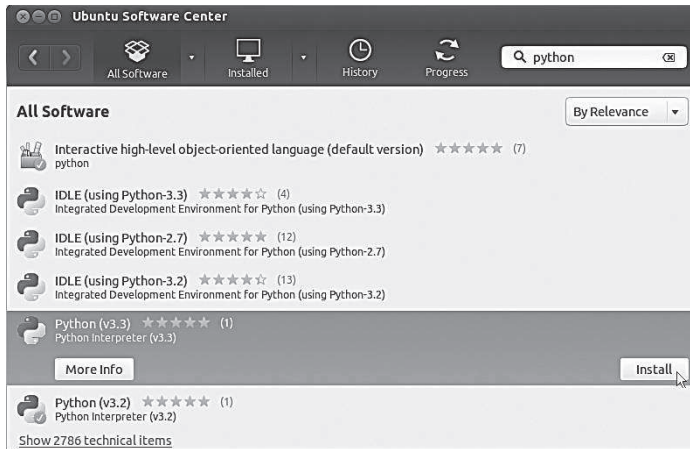 Ubuntu Software Center
All Software
Installed
History
Progress
python
All Software
By Relevance
Interactive high-level object-oriented language (default version) (7)
python
IDLE (using Python-3.3) (4)
Integrated Development Environment for Python (using Python-3.3)
IDLE (using Python-2.7) (12)
Integrated Development Environment for Python (using Python-2.7)
IDLE (using Python-3.2) (13)
Integrated Development Environment for Python (using Python-3.2)
Python (v3.3) (1)
Python Interpreter (v3.3)
More Info
Install
Python (v3.2) (1)
Python Interpreter (v3.2)
Show 2786 technical items